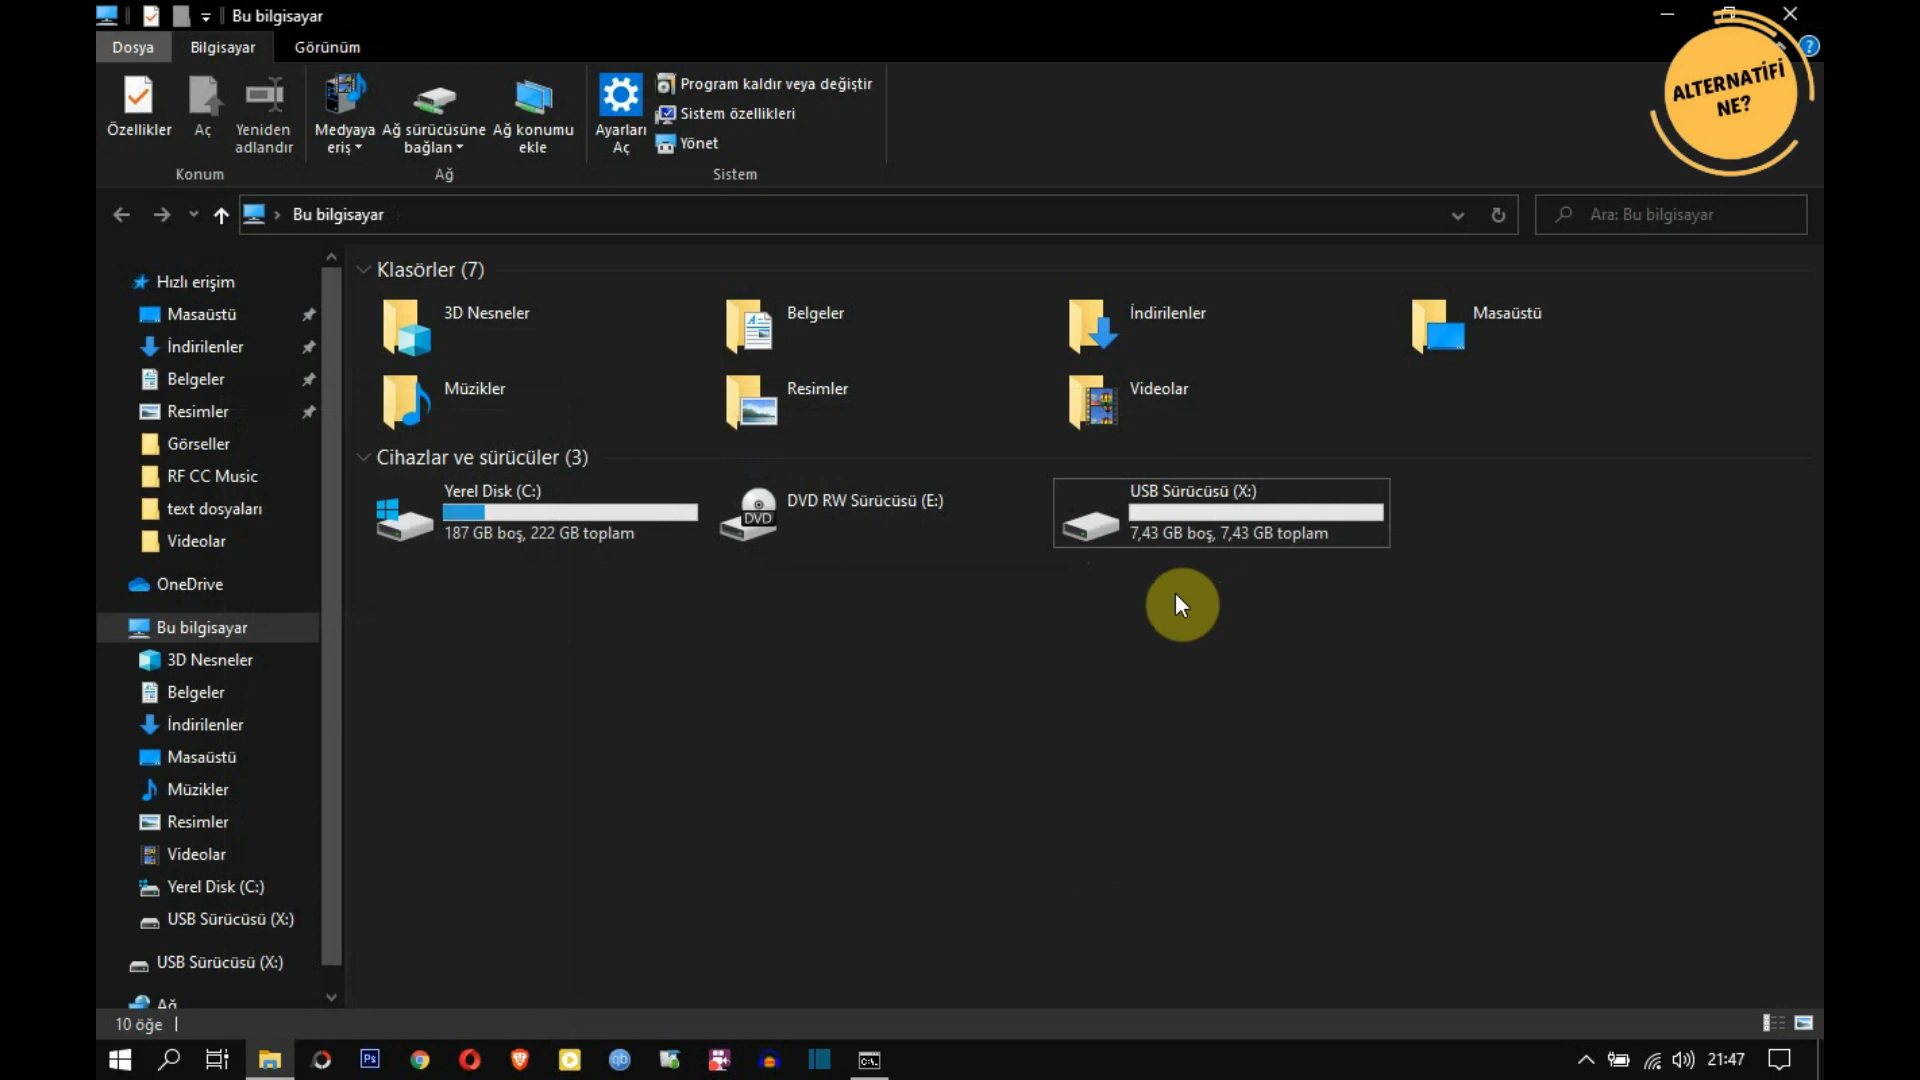 Bu bilgisayar
Dosya
Bilgisayar
Görünüm
?
ALTERNATİFİ
NE?
Özellikler
Aç
Yeniden
adlandır
Konum
Medyaya
eriş
Ağ sürücüsüne
bağlan
Ağ konumu
ekle
Ağ
Ayarları
Aç
Program kaldır veya değiştir
Sistem özellikleri
Yönet
Sistem
Bu bilgisayar
Ara: Bu bilgisayar
Hızlı erişim
Masaüstü
İndirilenler
Belgeler
Resimler
Görseller
RF CC Music
text dosyaları
Videolar
OneDrive
Bu bilgisayar
3D Nesneler
Belgeler
İndirilenler
Masaüstü
Müzikler
Resimler
Videolar
Yerel Disk (C:)
USB Sürücüsü (X:)
USB Sürücüsü (X:)
Ağ
Klasörler (7)
3D Nesneler
Belgeler
İndirilenler
Masaüstü
Müzikler
Resimler
Videolar
Cihazlar ve sürücüler (3)
Yerel Disk (C:)
187 GB boş, 222 GB toplam
DVD
DVD RW Sürücüsü (E:)
USB Sürücüsü (X:)
7,43 GB boş, 7,43 GB toplam
10 öğe
Ps
qb
C:\.
21:47